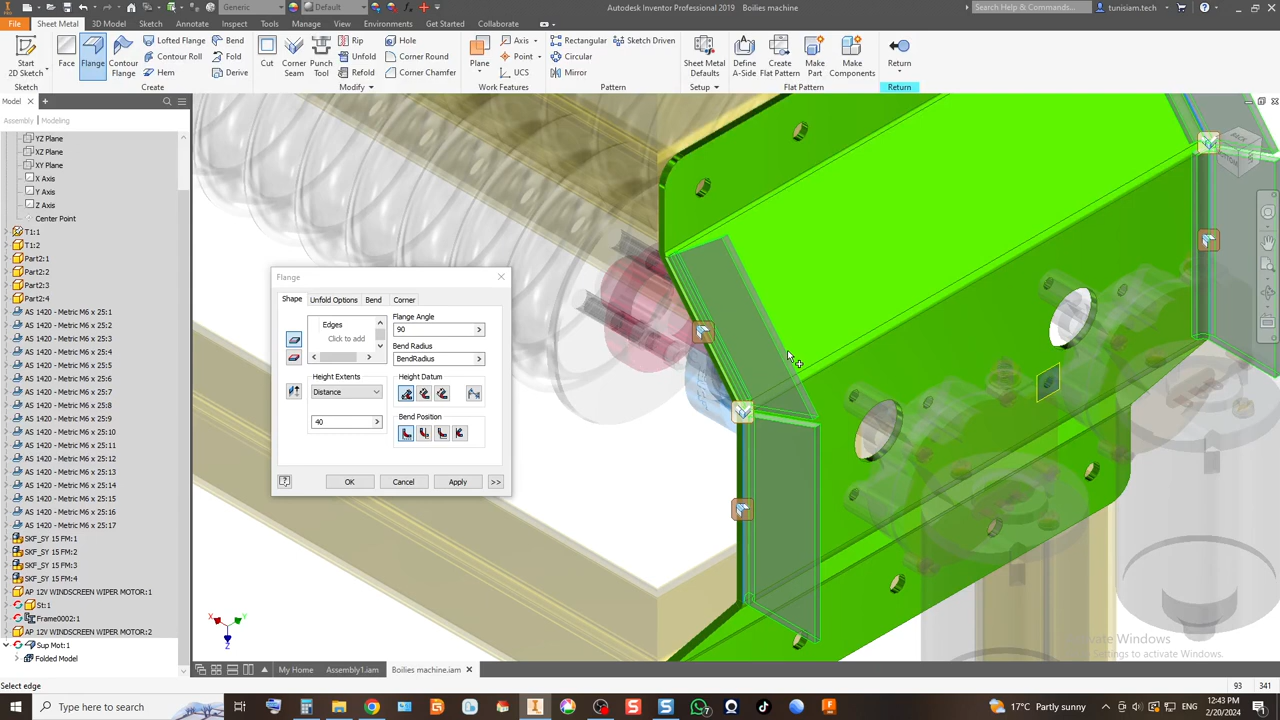 Generic
Default
Autodesk Inventor Professional 2019
Boilies machine
Search Help & Commands...
tunisiam.tech
File
Sheet Metal
3D Model
Sketch
Annotate
Inspect
Tools
Manage
View
Environments
Get Started
Collaborate
Start
2D Sketch
Face
Flange
Contour
Flange
Lofted Flange
Contour Roll
Hem
Bend
Fold
Derive
Cut
Corner
Seam
Punch
Tool
Rip
Unfold
Refold
Hole
Corner Round
Corner Chamfer
Plane
Axis
Point
UCS
Rectangular
Circular
Mirror
Sketch Driven
Sheet Metal
Defaults
Define
A-Side
Create
Flat Pattern
Make
Part
Make
Components
Return
Sketch
Create
Modify
Work Features
Pattern
Setup
Flat Pattern
Return
Model
Assembly
Modeling
YZ Plane
XZ Plane
XY Plane
X Axis
Y Axis
Z Axis
Center Point
T1:1
T1:2
Part2:1
Part2:2
Part2:3
Part2:4
AS 1420 - Metric M6 x 25:1
AS 1420 - Metric M6 x 25:2
AS 1420 - Metric M6 x 25:3
AS 1420 - Metric M6 x 25:4
AS 1420 - Metric M6 x 25:5
AS 1420 - Metric M6 x 25:6
AS 1420 - Metric M6 x 25:7
AS 1420 - Metric M6 x 25:8
AS 1420 - Metric M6 x 25:9
AS 1420 - Metric M6 x 25:10
AS 1420 - Metric M6 x 25:11
AS 1420 - Metric M6 x 25:12
AS 1420 - Metric M6 x 25:13
AS 1420 - Metric M6 x 25:14
AS 1420 - Metric M6 x 25:15
AS 1420 - Metric M6 x 25:16
AS 1420 - Metric M6 x 25:17
SKF_SY 15 FM:1
SKF_SY 15 FM:2
SKF_SY 15 FM:3
SKF_SY 15 FM:4
AP 12V WINDSCREEN WIPER MOTOR:1
St:1
Frame0002:1
AP 12V WINDSCREEN WIPER MOTOR:2
Sup Mot:1
Folded Model
Flange
Shape
Unfold Options
Bend
Corner
Edges
Click to add
Flange Angle
90
Bend Radius
BendRadius
Height Extents
Distance
40
Height Datum
Bend Position
OK
Cancel
Apply
>>
BACK
X
Y
Z
Activate Windows
Settings to activate Windows.
My Home
Assembly1.iam
Boilies machine.iam
Select edge
93
341
Type here to search
17°C Partly sunny
12:43 PM
2/20/2024